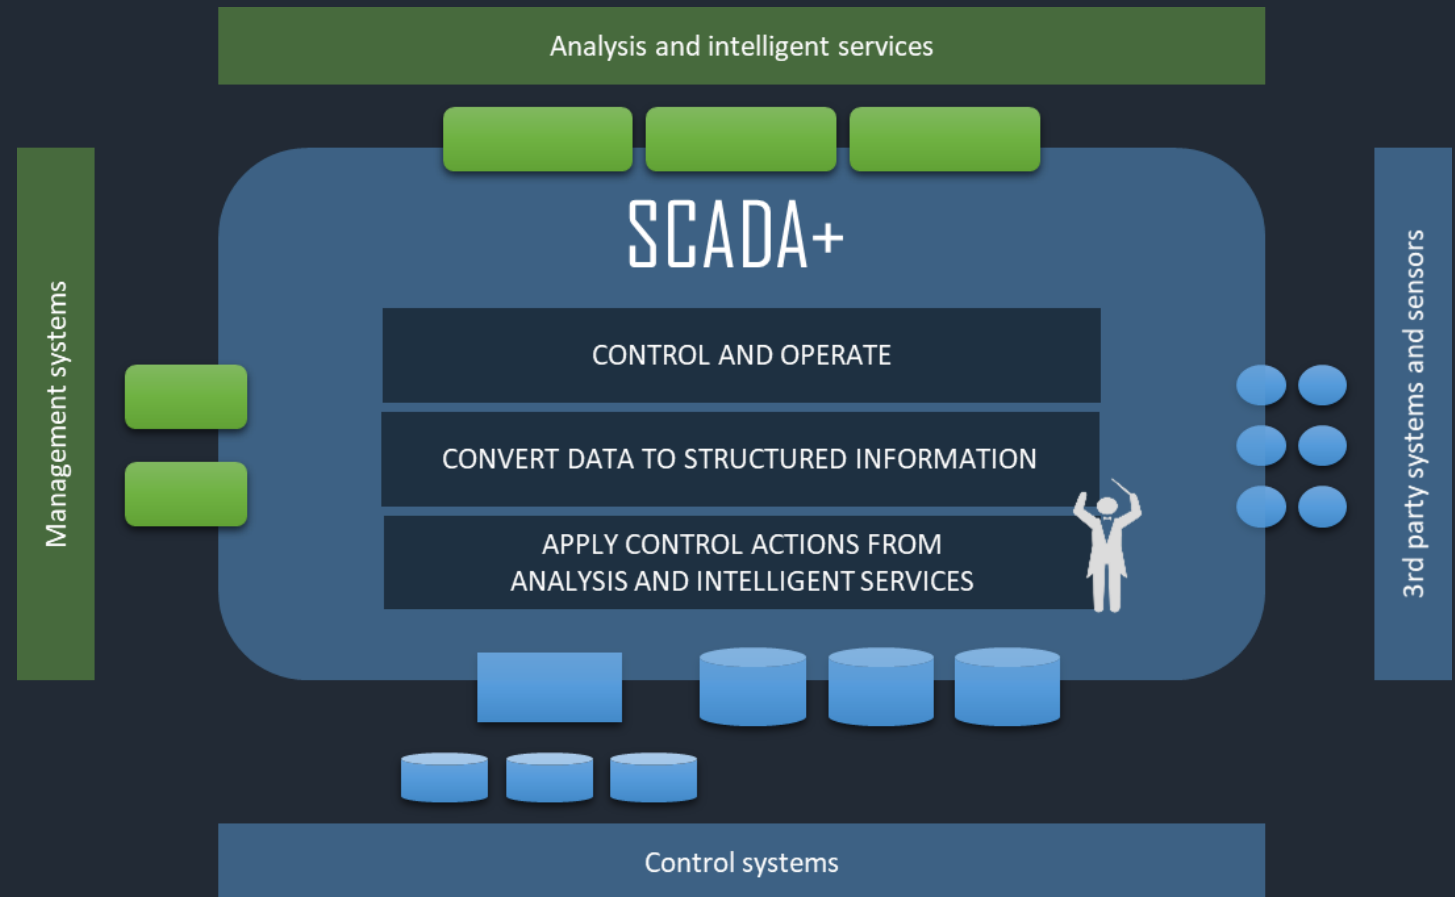 Analysis and intelligent services
Management systems
SCADA+
CONTROL AND OPERATE
CONVERT DATA TO STRUCTURED INFORMATION
APPLY CONTROL ACTIONS FROM
ANALYSIS AND INTELLIGENT SERVICES
3rd party systems and sensors
Control systems